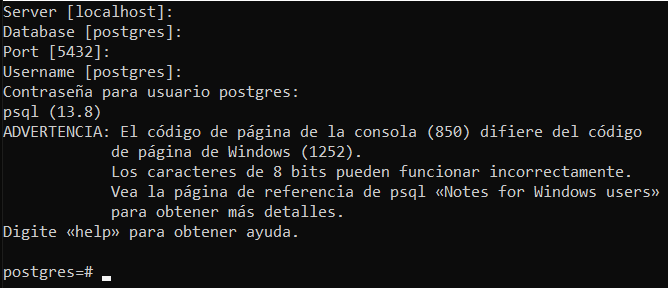 Server [localhost]:
Database [postgres]:
Port [5432]:
Username [postgres]:
Contraseña para usuario postgres:
psql (13.8)
ADVERTENCIA: El código de página de la consola (850) difiere del código
de página de Windows (1252).
Los caracteres de 8 bits pueden funcionar incorrectamente.
Vea la página de referencia de psql «Notes for Windows users»
para obtener más detalles.
Digite «help» para obtener ayuda.
postgres=#